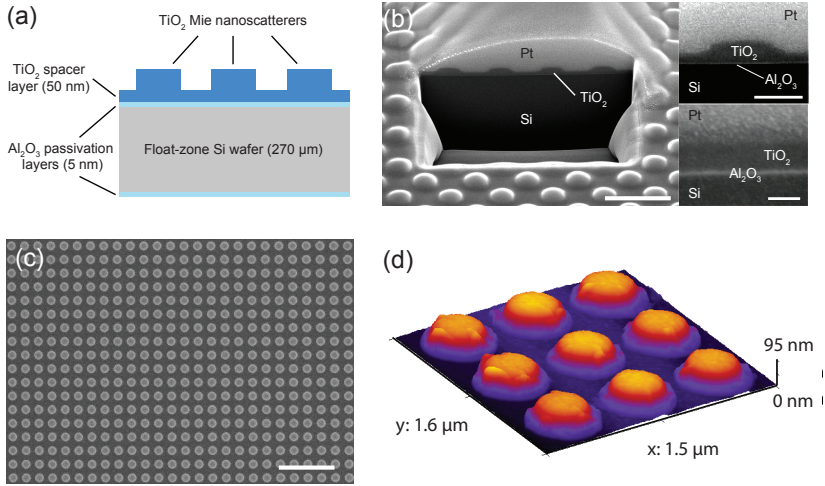 (a)
TiO₂ Mie nanoscatterers
TiO₂ spacer
layer (50 nm)
Al₂O₃ passivation
layers (5 nm)
Float-zone Si wafer (270 µm)
(b)
Pt
TiO₂
Si
Pt
TiO₂
Al₂O₃
Si
Pt
TiO₂
Al₂O₃
Si
(c)
(d)
95 nm
0 nm
y: 1.6 µm
x: 1.5 µm